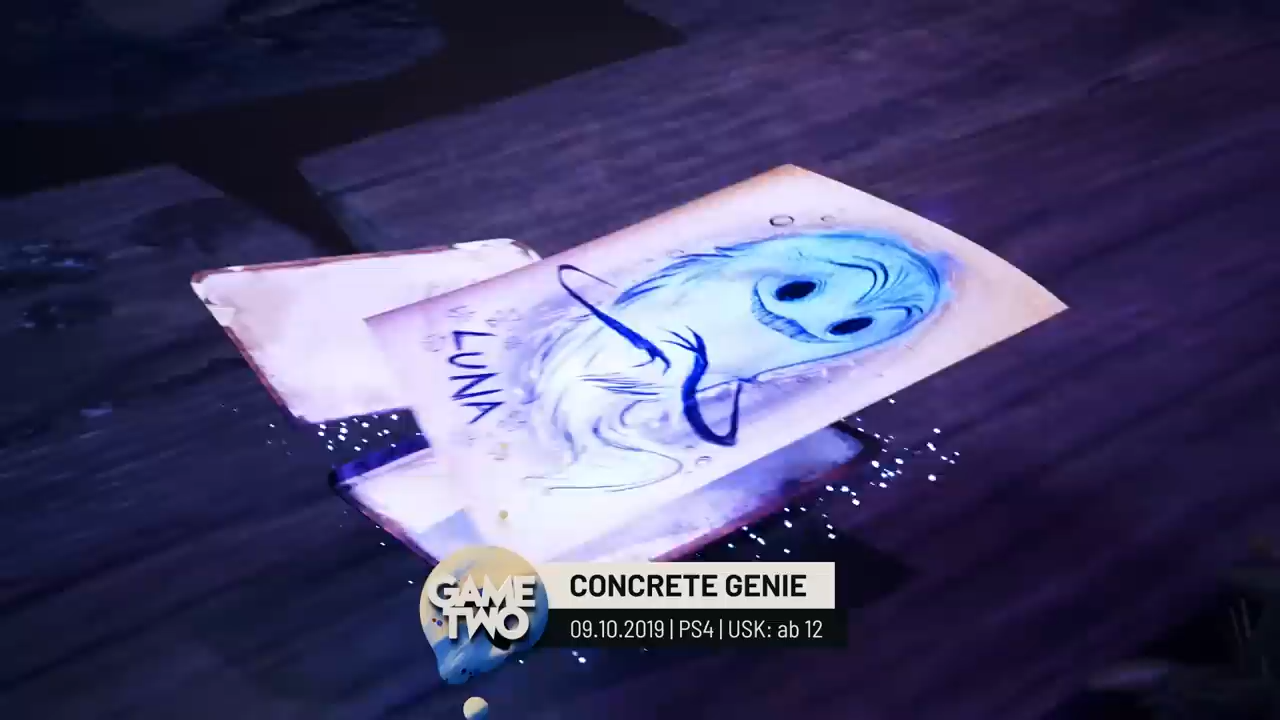 LUNA
GAME
TWO
CONCRETE GENIE
09.10.2019 | PS4 | USK: ab 12